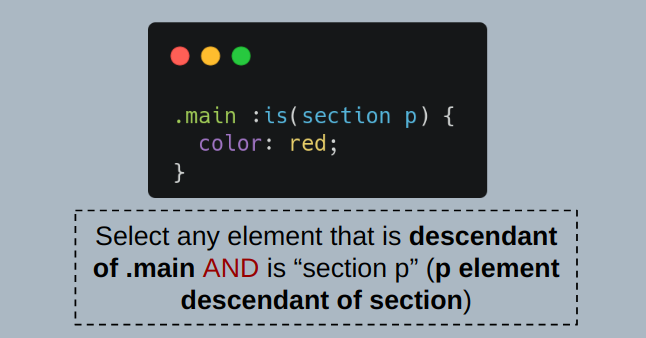 .main :is(section p) {
  color: red;
}
Select any element that is descendant
of .main AND is “section p” (p element
descendant of section)